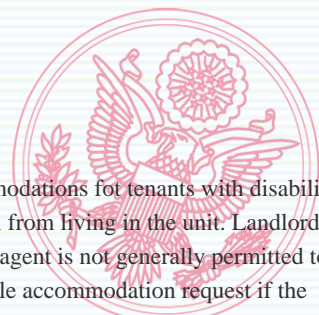 modations fot tenants with disabili
from living in the unit. Landlord
agent is not generally permitted to
le accommodation request if the